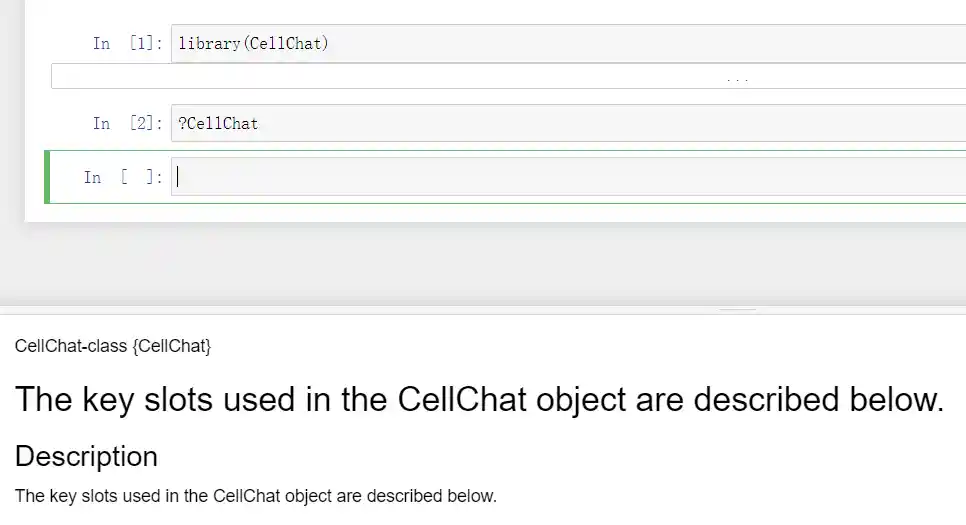 In [1]: library(CellChat)
...
In [2]: ?CellChat
In [ ]:
CellChat-class {CellChat}
The key slots used in the CellChat object are described below.
Description
The key slots used in the CellChat object are described below.